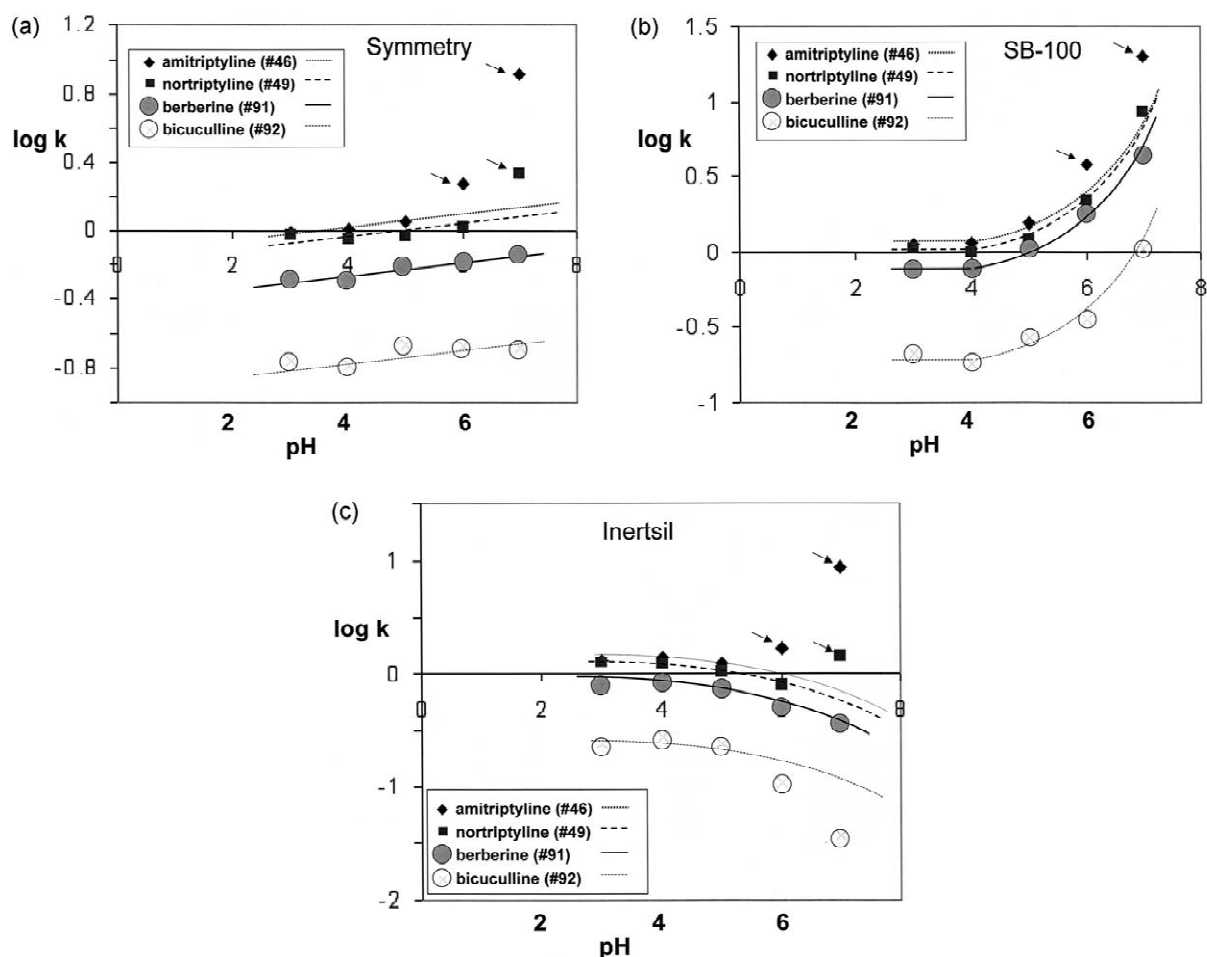 (a)
Symmetry
amitriptyline (#46)
nortriptyline (#49)
berberine (#91)
bicuculline (#92)
log k
1.2
0.8
0.4
0
-0.4
-0.8
8
2 4 6
pH
(b)
SB-100
amitriptyline (#46)
nortriptyline (#49)
berberine (#91)
bicuculline (#92)
log k
1.5
1
0.5
0
-0.5
-1
0 2 4 6 8
2 4 6
pH
(c)
Inertsil
log k
1
0
-1
-2
0 2 4 6 8
amitriptyline (#46)
nortriptyline (#49)
berberine (#91)
bicuculline (#92)
2 4 6
pH